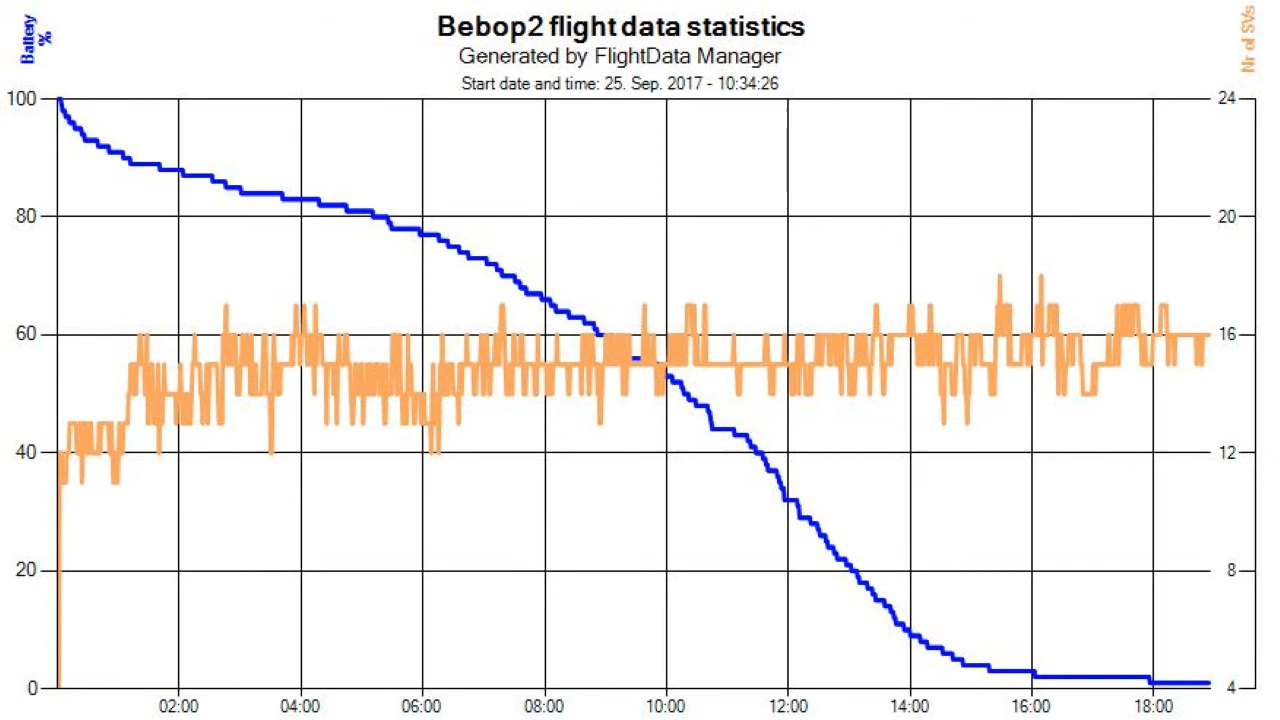 Bebop2 flight data statistics
Generated by FlightData Manager
Start date and time: 25. Sep. 2017 - 10:34:26
Battery
%
Nr of SVs
100
80
60
40
20
0
24
20
16
12
8
4
02:00 04:00 06:00 08:00 10:00 12:00 14:00 16:00 18:00